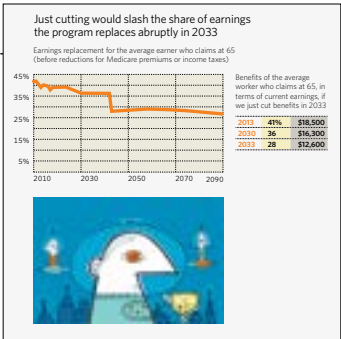 Just cutting would slash the share of earnings
the program replaces abruptly in 2033
Earnings replacement for the average earner who claims at 65
(before reductions for Medicare premiums or income taxes)
45%
35%
25%
15%
5%
2010 2030 2050 2070 2090
Benefits of the average
worker who claims at 65, in
terms of current earnings, if
we just cut benefits in 2033
2013 41% $18,500
2030 36 $16,300
2033 28 $12,600